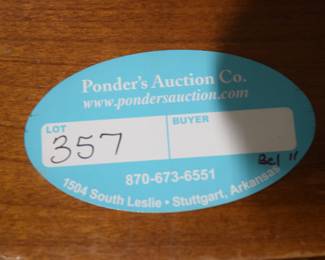 Ponder's Auction Co.
www.pondersauction.com
LOT BUYER
357
870-673-6551
1504 South Leslie • Stuttgart, Arkansas